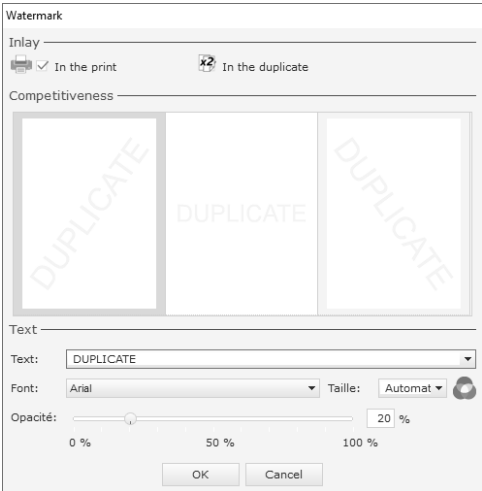 Watermark
Inlay
In the print
x2 In the duplicate
Competitiveness
DUPLICATE
DUPLICATE
DUPLICATE
Text
Text: DUPLICATE
Font: Arial Taille: Automat
Opacité: 20 %
0 % 50 % 100 %
OK Cancel